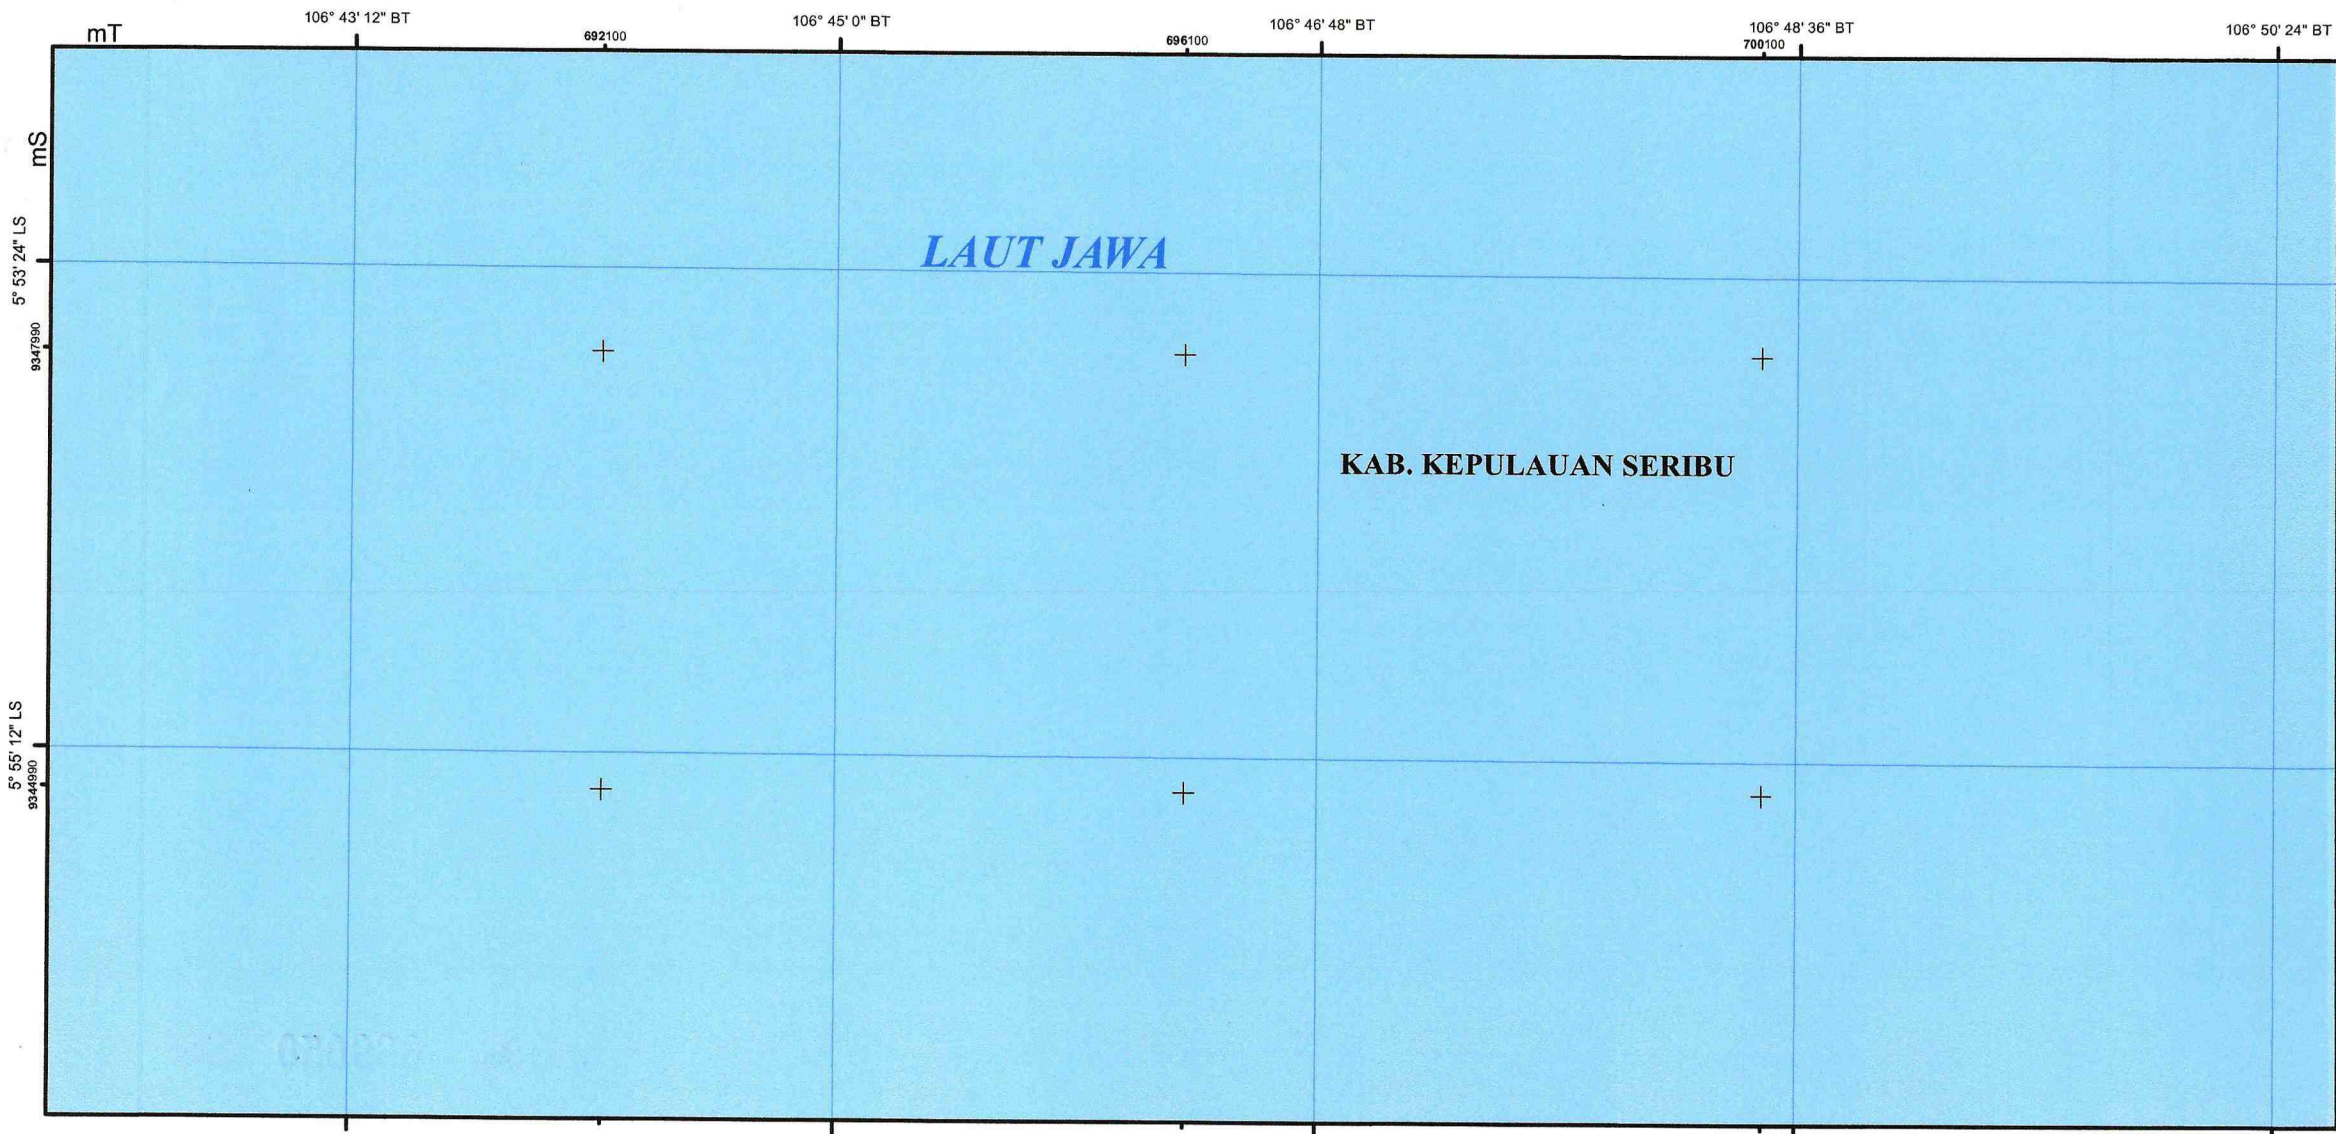 106° 43' 12" BT
106° 45' 0" BT
106° 46' 48" BT
106° 48' 36" BT
106° 50' 24" BT
mT
692100
696100
700100
mS
5° 53' 24" LS
LAUT JAWA
9347990
KAB. KEPULAUAN SERIBU
5° 55' 12" LS
9344990